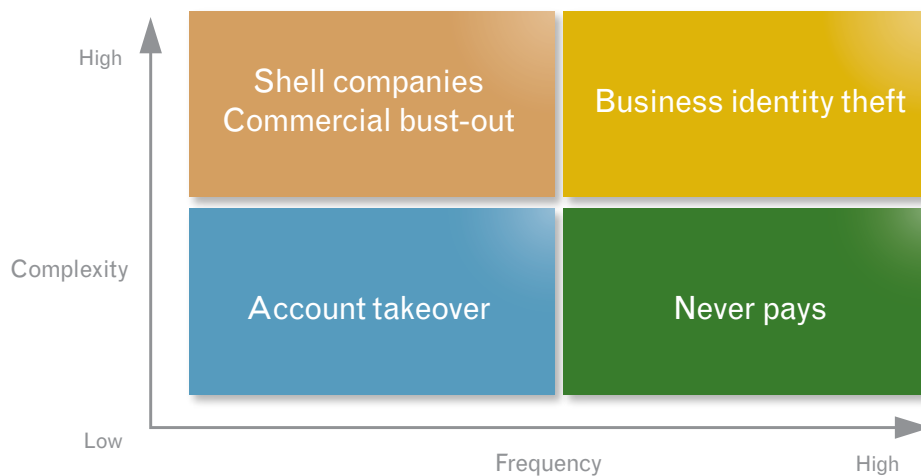 High
Shell companies
Commercial bust-out
Business identity theft
Complexity
Account takeover
Never pays
Low
Frequency
High